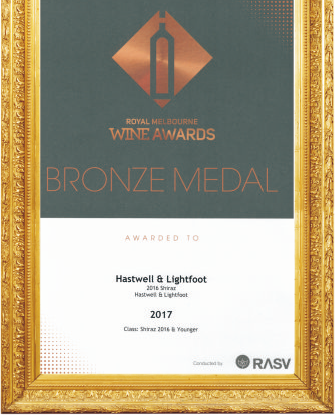 ROYAL MELBOURNE
WINE AWARDS
BRONZE MEDAL
AWARDED TO
Hastwell & Lightfoot
2016 Shiraz
Hastwell & Lightfoot
2017
Class: Shiraz 2016 & Younger
Conducted by
RASV